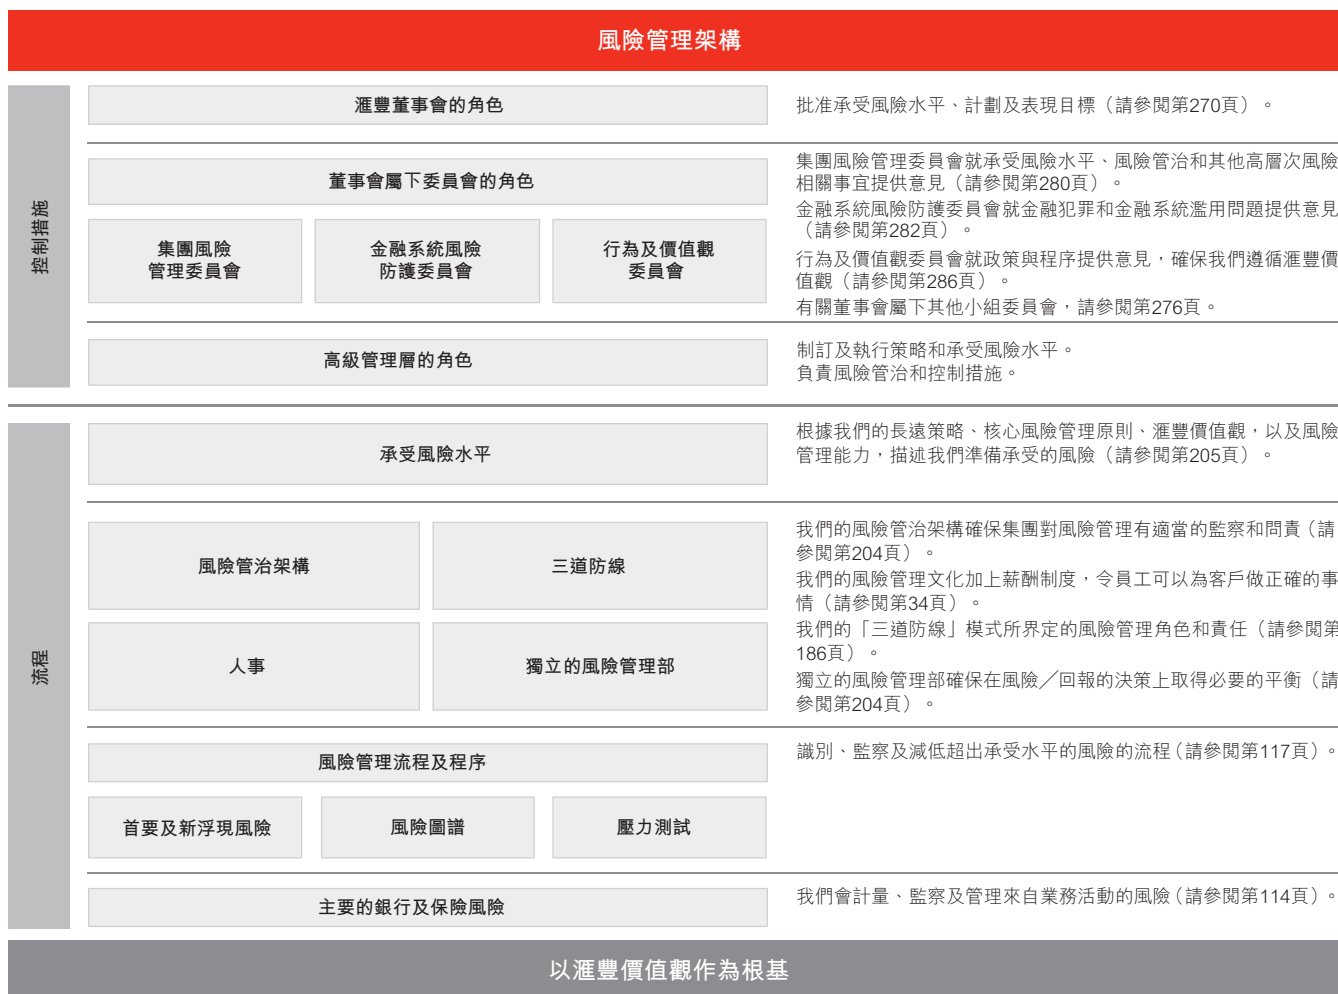 風險管理架構
控制措施
滙豐董事會的角色
批准承受風險水平、計劃及表現目標（請參閱第270頁）。
董事會屬下委員會的角色
集團風險
管理委員會
金融系統風險
防護委員會
行為及價值觀
委員會
集團風險管理委員會就承受風險水平、風險管治和其他高層次風險
相關事宜提供意見（請參閱第280頁）。
金融系統風險防護委員會就金融犯罪和金融系統濫用問題提供意見
（請參閱第282頁）。
行為及價值觀委員會就政策與程序提供意見，確保我們遵循滙豐價
值觀（請參閱第286頁）。
有關董事會屬下其他小組委員會，請參閱第276頁。
高級管理層的角色
制訂及執行策略和承受風險水平。
負責風險管治和控制措施。
流程
承受風險水平
根據我們的長遠策略、核心風險管理原則、滙豐價值觀，以及風險
管理能力，描述我們準備承受的風險（請參閱第205頁）。
風險管治架構
三道防線
人事
獨立的風險管理部
我們的風險管治架構確保集團對風險管理有適當的監察和問責（請
參閱第204頁）。
我們的風險管理文化加上薪酬制度，令員工可以為客戶做正確的事
情（請參閱第34頁）。
我們的「三道防線」模式所界定的風險管理角色和責任（請參閱第
186頁）。
獨立的風險管理部確保在風險╱回報的決策上取得必要的平衡（請
參閱第204頁）。
風險管理流程及程序
首要及新浮現風險
風險圖譜
壓力測試
識別、監察及減低超出承受水平的風險的流程（請參閱第117頁）。
主要的銀行及保險風險
我們會計量、監察及管理來自業務活動的風險（請參閱第114頁）。
以滙豐價值觀作為根基